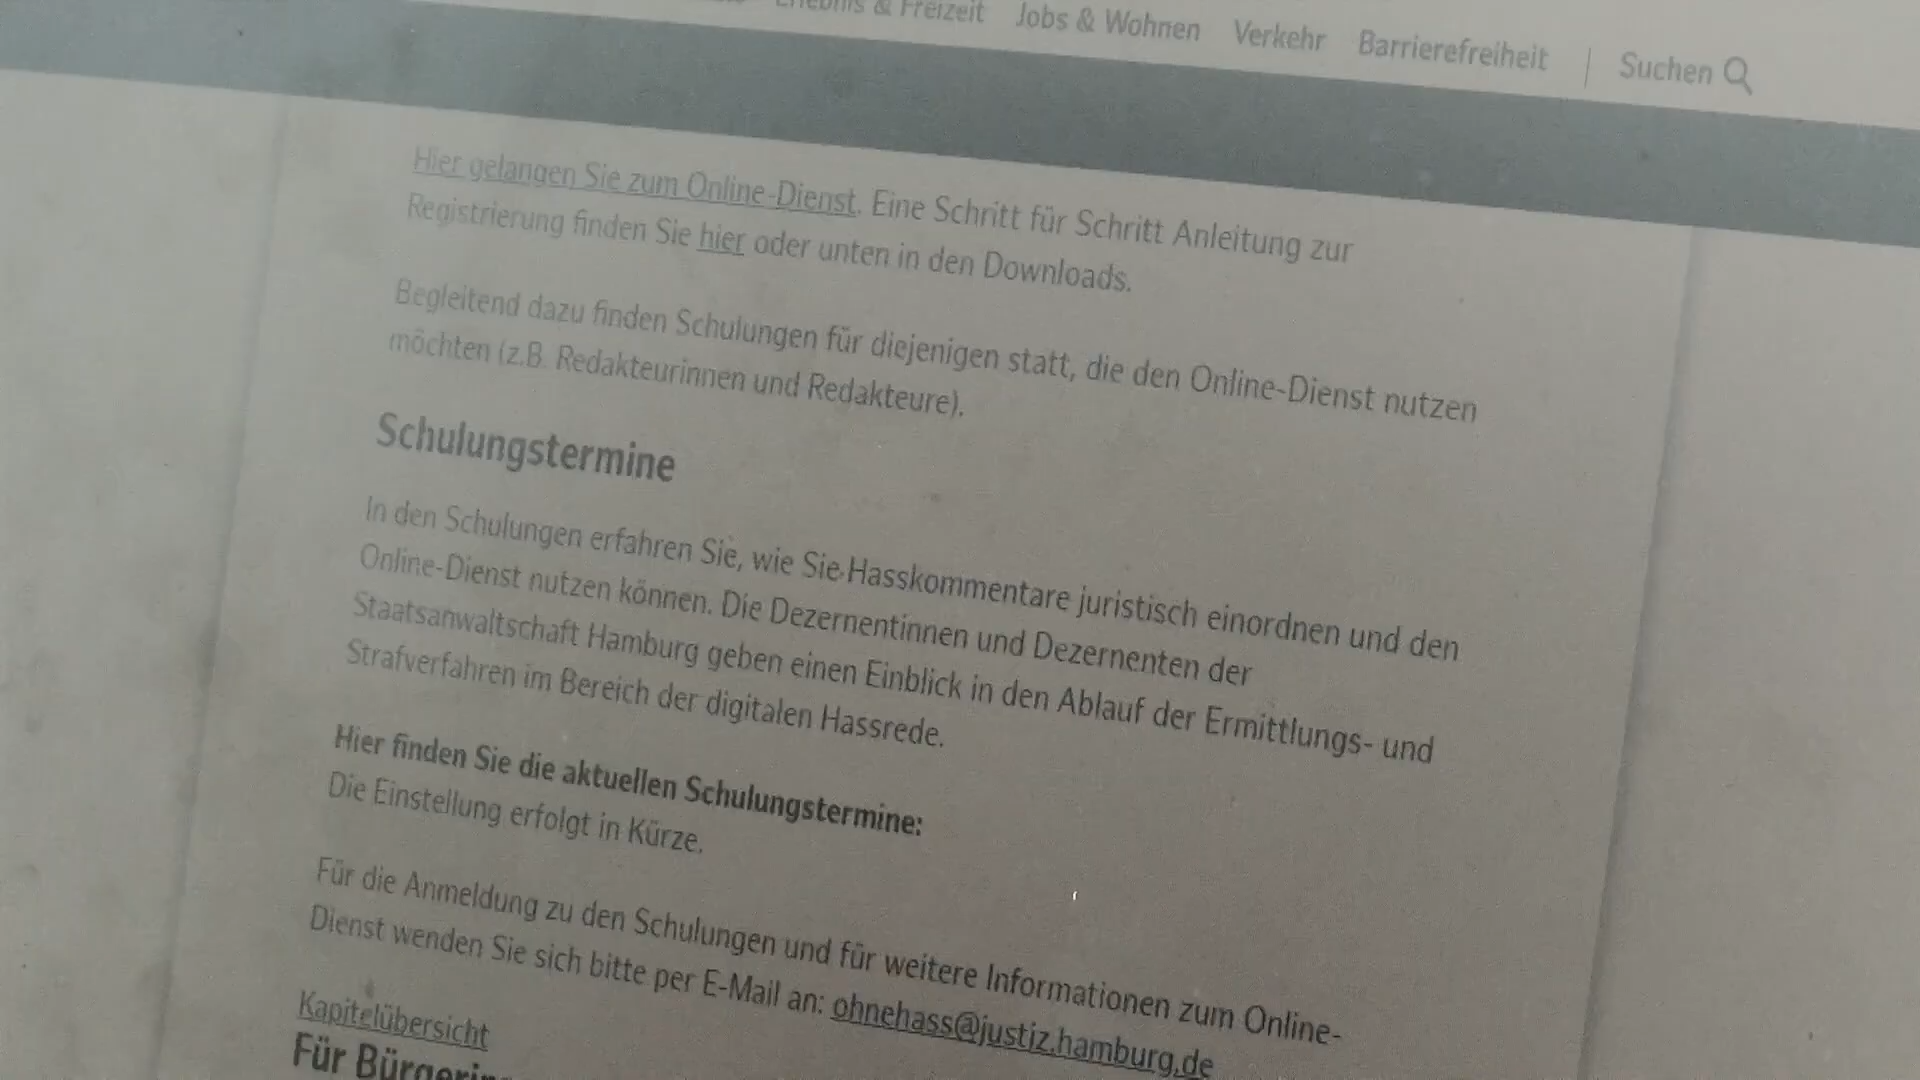 Erlebnis & Freizeit Jobs & Wohnen Verkehr Barrierefreiheit | Suchen
Hier gelangen Sie zum Online-Dienst. Eine Schritt für Schritt Anleitung zur
Registrierung finden Sie hier oder unten in den Downloads.
Begleitend dazu finden Schulungen für diejenigen statt, die den Online-Dienst nutzen
möchten (z.B. Redakteurinnen und Redakteure).
Schulungstermine
In den Schulungen erfahren Sie, wie Sie Hasskommentare juristisch einordnen und den
Online-Dienst nutzen können. Die Dezernentinnen und Dezernenten der
Staatsanwaltschaft Hamburg geben einen Einblick in den Ablauf der Ermittlungs- und
Strafverfahren im Bereich der digitalen Hassrede.
Hier finden Sie die aktuellen Schulungstermine:
Die Einstellung erfolgt in Kürze.
Für die Anmeldung zu den Schulungen und für weitere Informationen zum Online-
Dienst wenden Sie sich bitte per E-Mail an: ohnehass@justiz.hamburg.de
Kapitelübersicht
Für